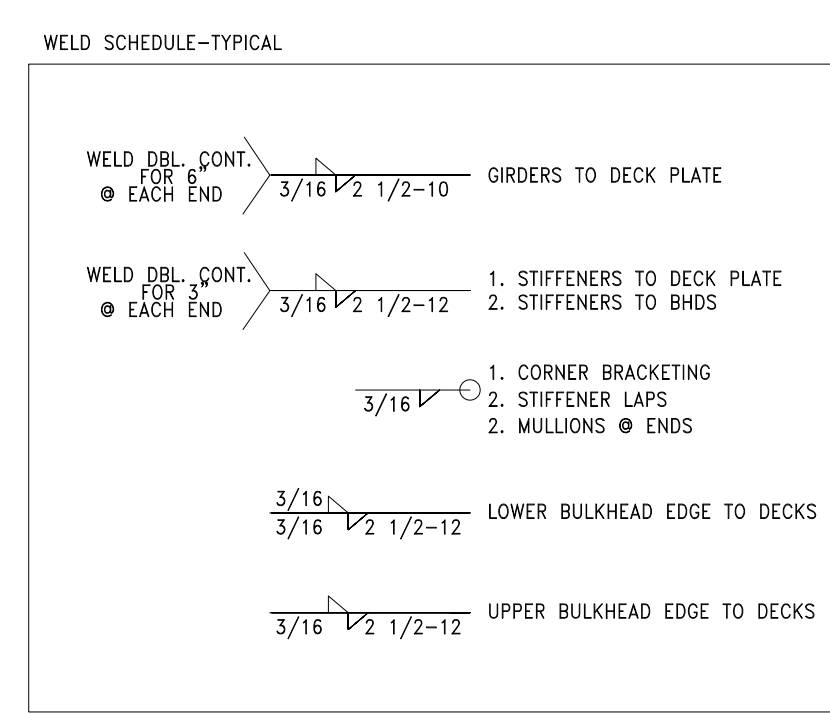 WELD SCHEDULE-TYPICAL
WELD DBL. CONT.
FOR 6"
@ EACH END
3/16 2 1/2-10
GIRDERS TO DECK PLATE
WELD DBL. CONT.
FOR 3"
@ EACH END
3/16 2 1/2-12
1. STIFFENERS TO DECK PLATE
2. STIFFENERS TO BHDS
3/16
1. CORNER BRACKETING
2. STIFFENER LAPS
2. MULLIONS @ ENDS
3/16
3/16 2 1/2-12
LOWER BULKHEAD EDGE TO DECKS
3/16 2 1/2-12
UPPER BULKHEAD EDGE TO DECKS